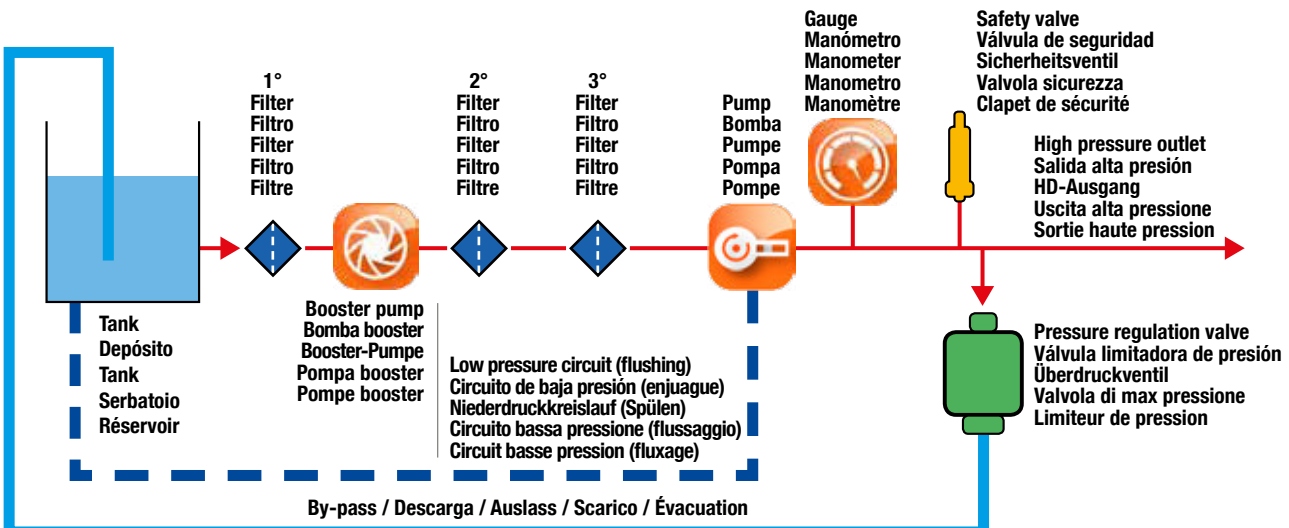 Gauge
Manómetro
Manometer
Manometro
Manomètre
Safety valve
Válvula de seguridad
Sicherheitsventil
Valvola sicurezza
Clapet de sécurité
1°
Filter
Filtro
Filter
Filtro
Filtre
2°
Filter
Filtro
Filter
Filtro
Filtre
3°
Filter
Filtro
Filter
Filtro
Filtre
Pump
Bomba
Pumpe
Pompa
Pompe
High pressure outlet
Salida alta presión
HD-Ausgang
Uscita alta pressione
Sortie haute pression
Tank
Depósito
Tank
Serbatoio
Réservoir
Booster pump
Bomba booster
Booster-Pumpe
Pompa booster
Pompe booster
Low pressure circuit (flushing)
Circuito de baja presión (enjuague)
Niederdruckkreislauf (Spülen)
Circuito bassa pressione (flussaggio)
Circuit basse pression (fluxage)
Pressure regulation valve
Válvula limitadora de presión
Überdruckventil
Valvola di max pressione
Limiteur de pression
By-pass / Descarga / Auslass / Scarico / Évacuation